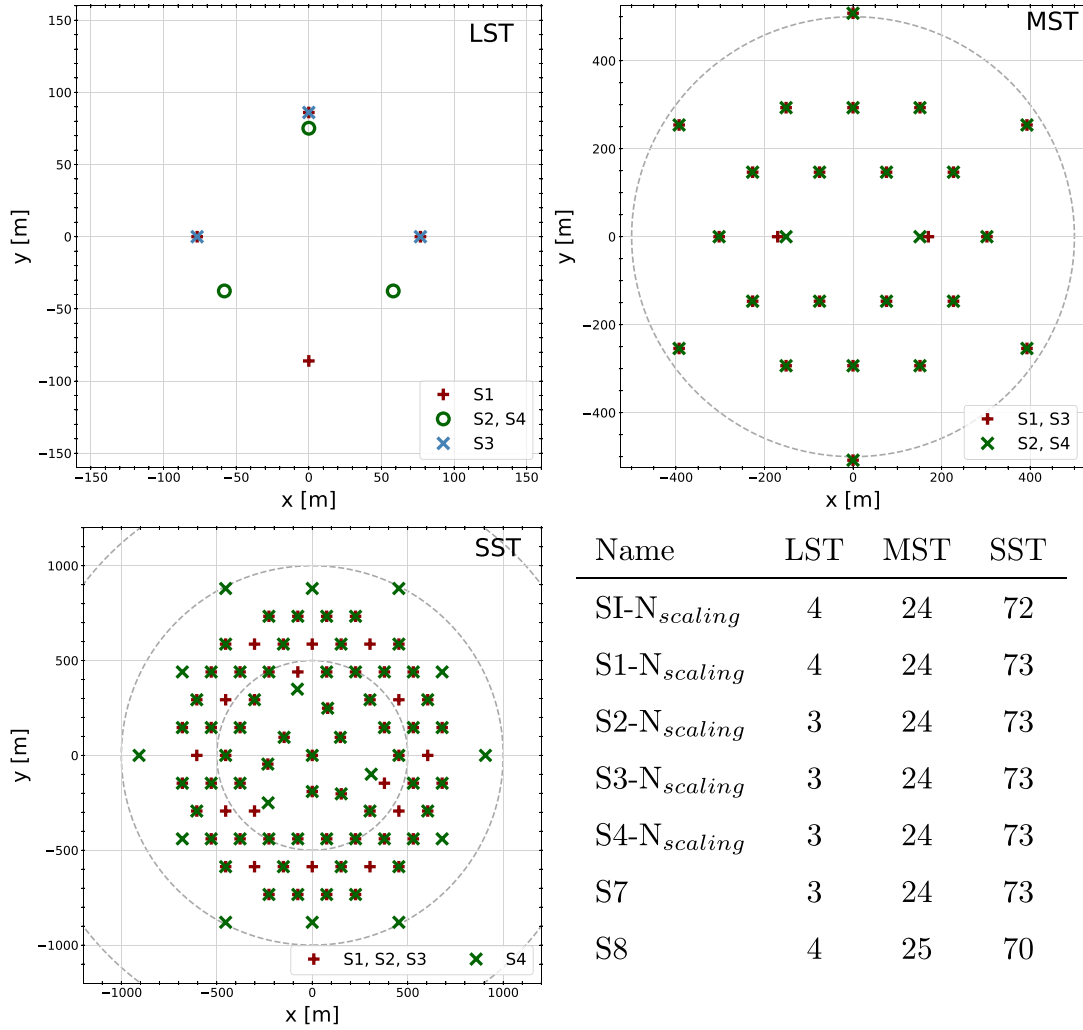 LST
150
100
50
0
−50
−100
−150
−150 −100 −50 0 50 100 150
y [m]
x [m]
S1
S2, S4
S3
MST
400
200
0
−200
−400
−400 −200 0 200 400
y [m]
x [m]
S1, S3
S2, S4
SST
1000
500
0
−500
−1000
−1000 −500 0 500 1000
y [m]
x [m]
S1, S2, S3 S4
Name LST MST SST
SI-N_scaling 4 24 72
S1-N_scaling 4 24 73
S2-N_scaling 3 24 73
S3-N_scaling 3 24 73
S4-N_scaling 3 24 73
S7 3 24 73
S8 4 25 70